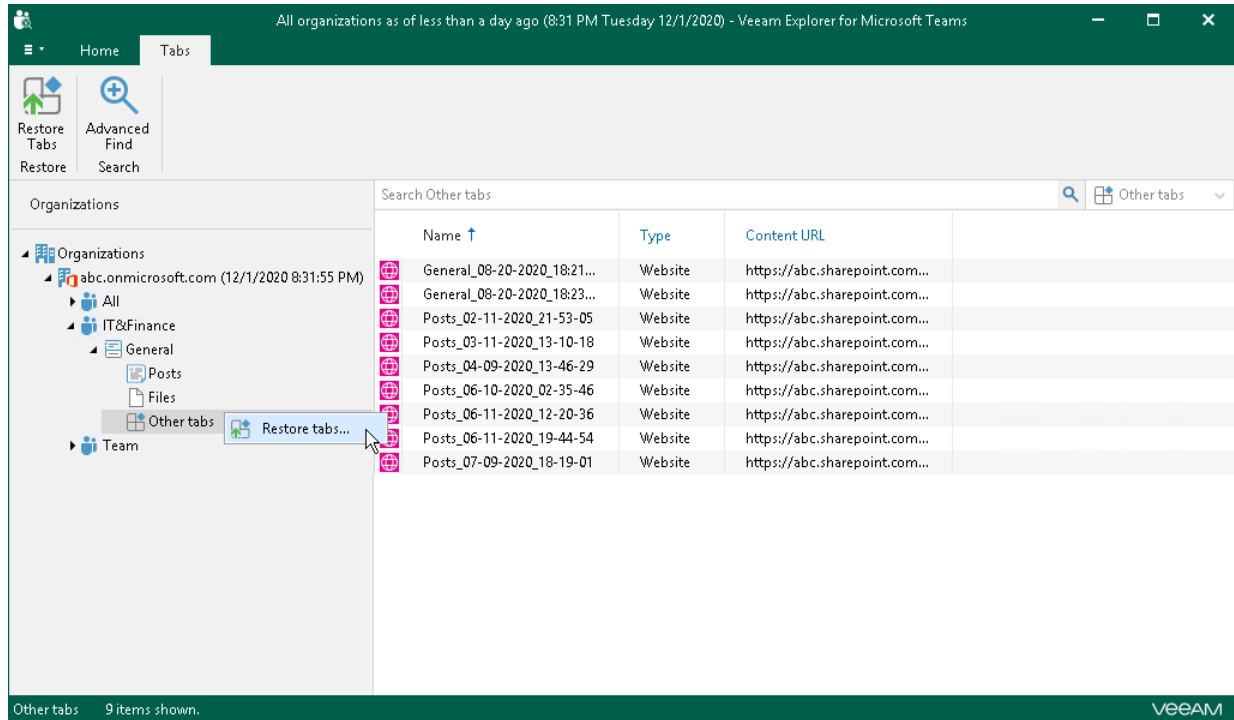 All organizations as of less than a day ago (8:31 PM Tuesday 12/1/2020) - Veeam Explorer for Microsoft Teams
Home Tabs
Restore Tabs
Advanced Find
Restore Search
Organizations
Search Other tabs Other tabs
Name Type Content URL
Organizations
abc.onmicrosoft.com (12/1/2020 8:31:55 PM)
All
IT&Finance
General
Posts
Files
Other tabs
Restore tabs...
Team
General_08-20-2020_18:21... Website https://abc.sharepoint.com...
General_08-20-2020_18:23... Website https://abc.sharepoint.com...
Posts_02-11-2020_21-53-05 Website https://abc.sharepoint.com...
Posts_03-11-2020_13-10-18 Website https://abc.sharepoint.com...
Posts_04-09-2020_13-46-29 Website https://abc.sharepoint.com...
Posts_06-10-2020_02-35-46 Website https://abc.sharepoint.com...
Posts_06-11-2020_12-20-36 Website https://abc.sharepoint.com...
Posts_06-11-2020_19-44-54 Website https://abc.sharepoint.com...
Posts_07-09-2020_18-19-01 Website https://abc.sharepoint.com...
Other tabs 9 items shown. VEEAM